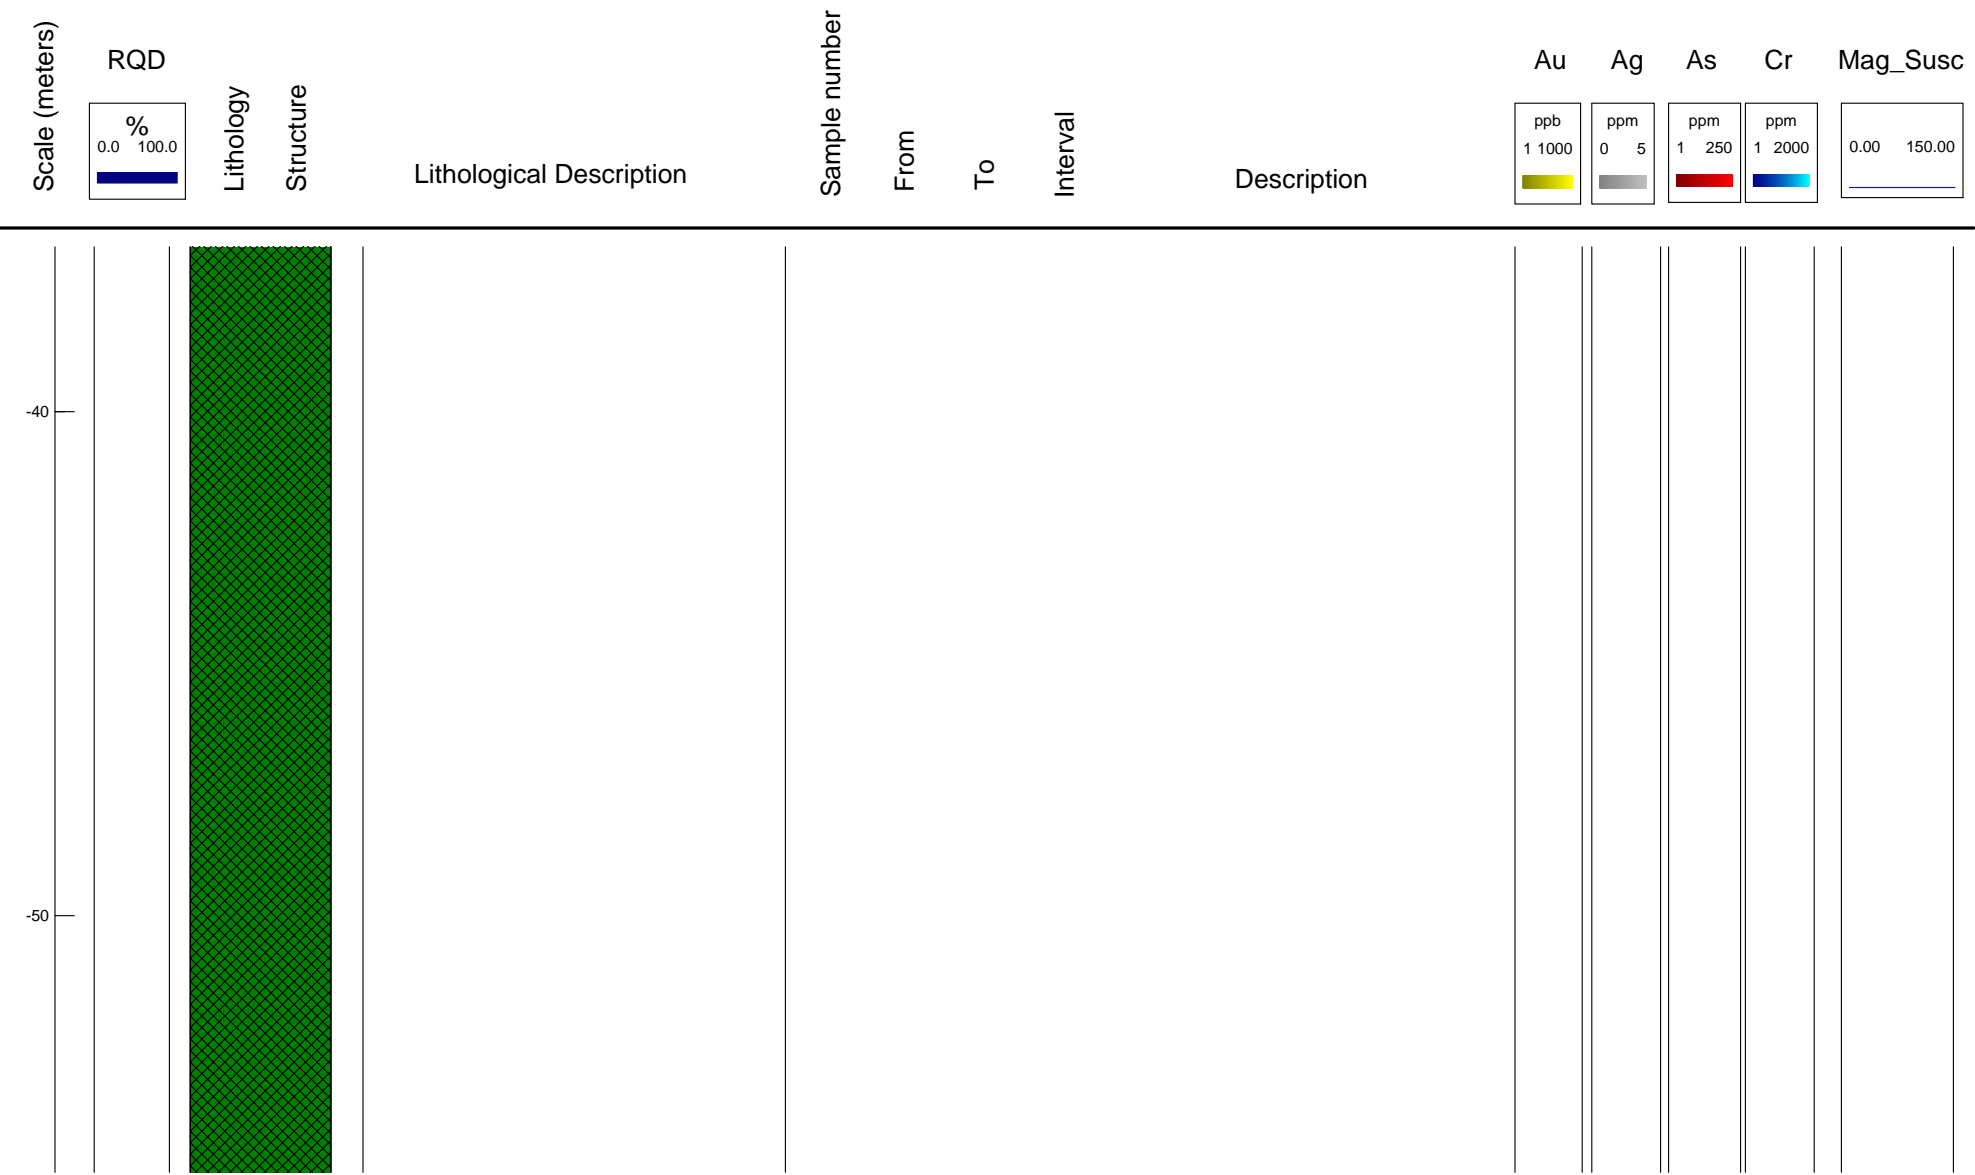 Scale (meters)
RQD
%
0.0 100.0
Lithology
Structure
Lithological Description
Sample number
From
To
Interval
Description
Au
ppb
1 1000
Ag
ppm
0 5
As
ppm
1 250
Cr
ppm
1 2000
Mag_Susc
0.00 150.00
-40
-50